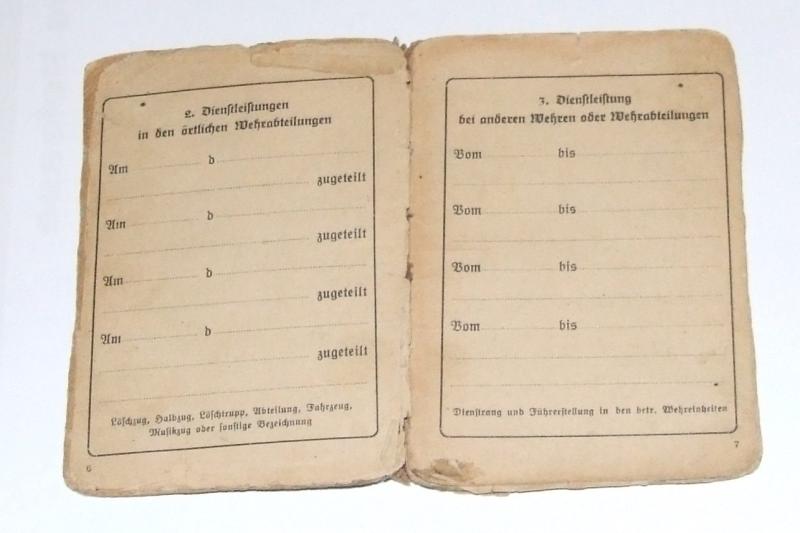 2. Dienstleistungen
in den örtlichen Wehrabteilungen
Am d
zugeteilt
Am d
zugeteilt
Am d
zugeteilt
Am d
zugeteilt
Löschzug, Halbzug, Löschtrupp, Abteilung, Fahrzeug,
Musikzug oder sonstige Bezeichnung
6
3. Dienstleistung
bei anderen Wehren oder Wehrabteilungen
Vom bis
Vom bis
Vom bis
Vom bis
Dienstrang und Führerstellung in den betr. Wehreinheiten
7